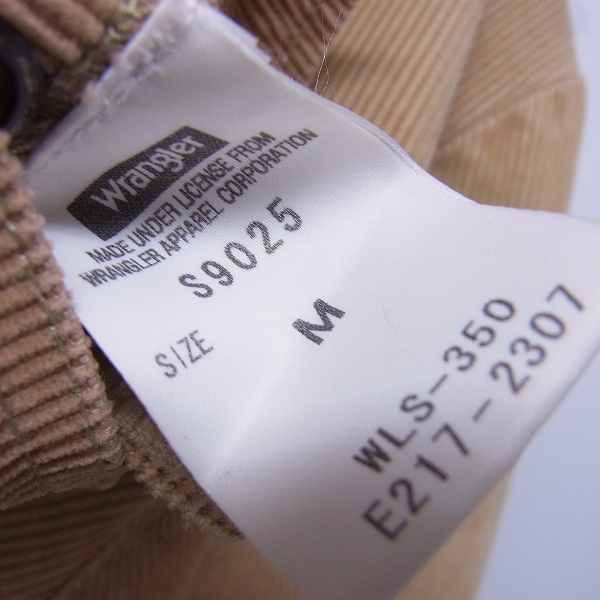 Wrangler
MADE UNDER LICENSE FROM
WRANGLER APPAREL CORPORATION
S9025
SIZE M
WLS-350
E217-2307